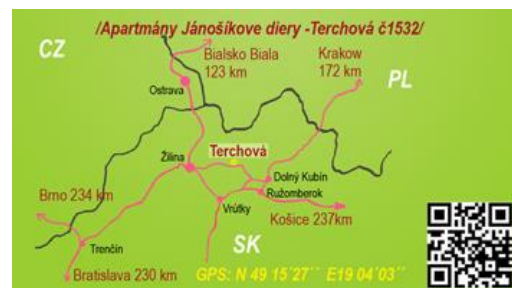 /Apartmány Jánošíkove diery -Terchová č1532/
CZ
Bialsko Biala
123 km
Krakow
172 km
PL
Ostrava
Terchová
Žilina
Dolný Kubín
Ružomberok
Brno 234 km
Vrútky
Košice 237km
Trenčín
SK
Bratislava 230 km
GPS: N 49 15´27´´ E19 04´03´´